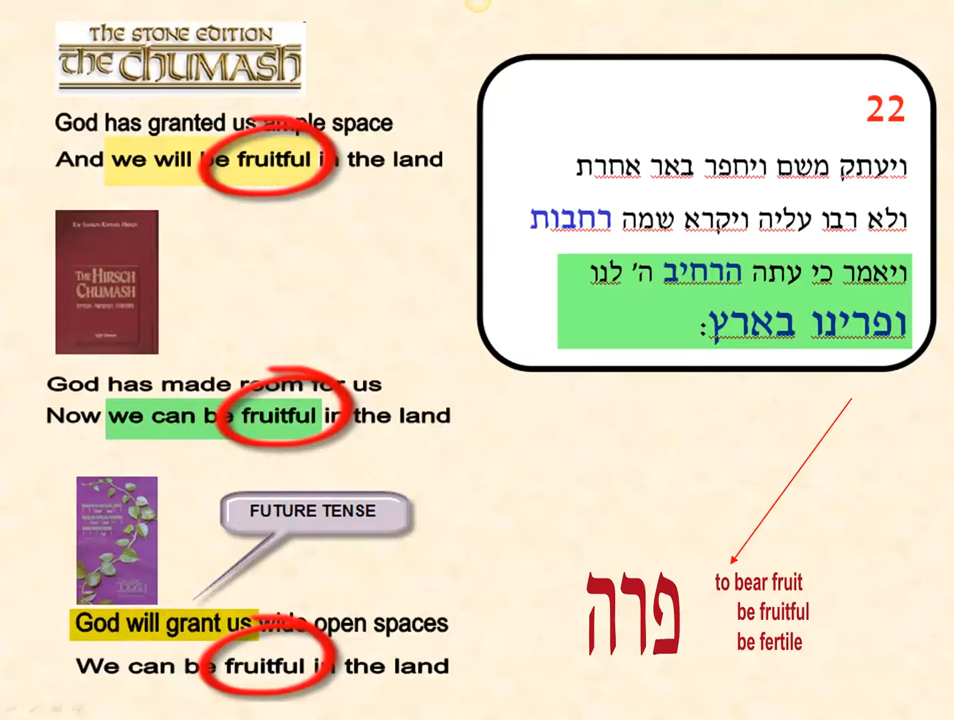 THE STONE EDITION
THE CHUMASH
God has granted us ample space
And we will be fruitful in the land
THE HIRSCH
CHUMASH
God has made room for us
Now we can be fruitful in the land
FUTURE TENSE
God will grant us wide open spaces
We can be fruitful in the land
22
ויעתק משם ויחפר באר אחרת
ולא רבו עליה ויקרא שמה רחבות
ויאמר כי עתה הרחיב ה' לנו
ופרינו בארץ:
פרה
to bear fruit
be fruitful
be fertile